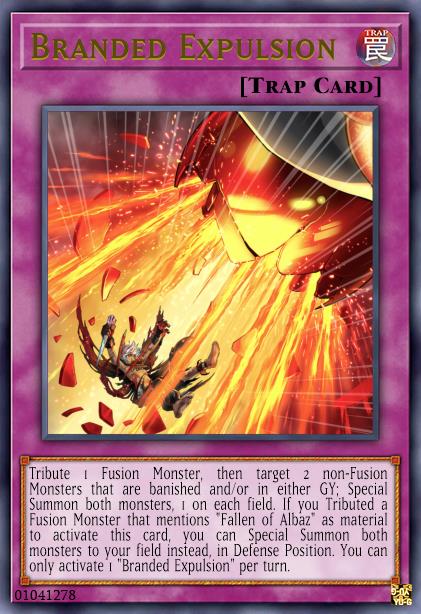 Branded Expulsion
TRAP
罠
[Trap Card]
Tribute 1 Fusion Monster, then target 2 non-Fusion
Monsters that are banished and/or in either GY; Special
Summon both monsters, 1 on each field. If you Tributed a
Fusion Monster that mentions "Fallen of Albaz" as material
to activate this card, you can Special Summon both
monsters to your field instead, in Defense Position. You can
only activate 1 "Branded Expulsion" per turn.
01041278